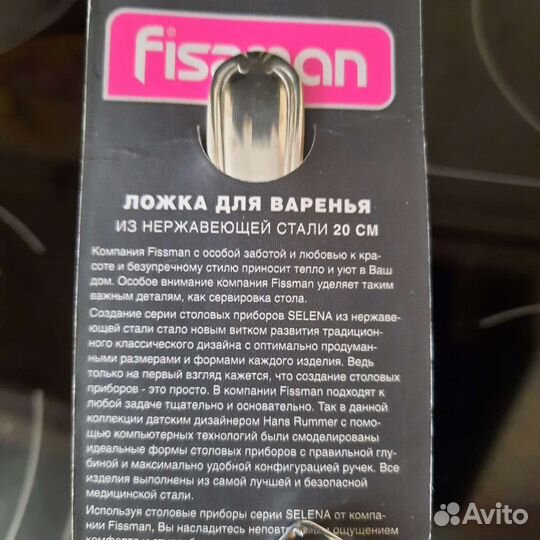 fissman
ЛОЖКА ДЛЯ ВАРЕНЬЯ
ИЗ НЕРЖАВЕЮЩЕЙ СТАЛИ 20 СМ
Компания Fissman с особой заботой и любовью к кра-
соте и безупречному стилю приносит тепло и уют в Ваш
дом. Особое внимание компания Fissman уделяет таким
важным деталям, как сервировка стола.
Создание серии столовых приборов SELENA из нержаве-
ющей стали стало новым витком развития традицион-
ного классического дизайна с оптимально продуман-
ными размерами и формами каждого изделия. Ведь
только на первый взгляд кажется, что создание столовых
приборов - это просто. В компании Fissman подходят к
любой задаче тщательно и основательно. Так в данной
коллекции датским дизайнером Hans Rummer с помо-
щью компьютерных технологий были смоделированы
идеальные формы столовых приборов с правильной глу-
биной и максимально удобной конфигурацией ручек. Все
изделия выполнены из самой лучшей и безопасной
медицинской стали.
Используя столовые приборы серии SELENA от компа-
нии Fissman, Вы насладитесь ощущением
Avito